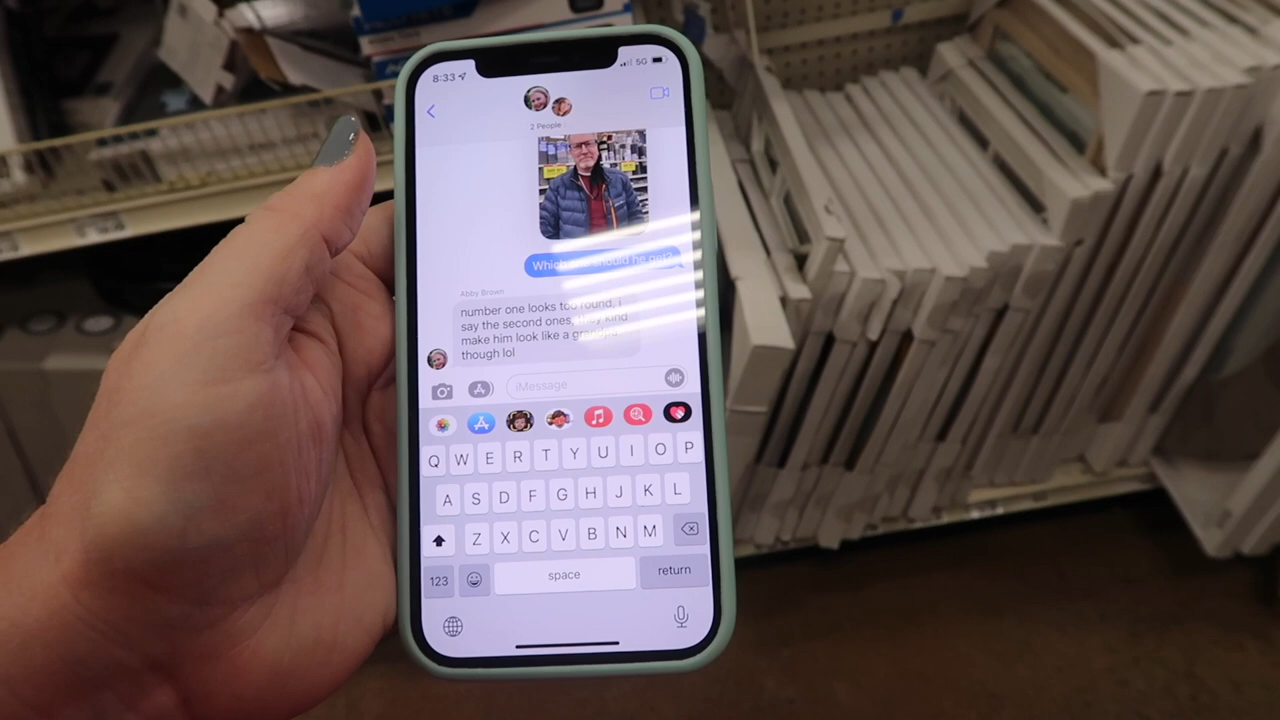 8:33
5G
2 People
Which should he get?
Abby Brown
number one looks too round, i
say the second ones, they kind
make him look like a grandpa
though lol
iMessage
Q W E R T Y U I O P
A S D F G H J K L
Z X C V B N M
123 space return